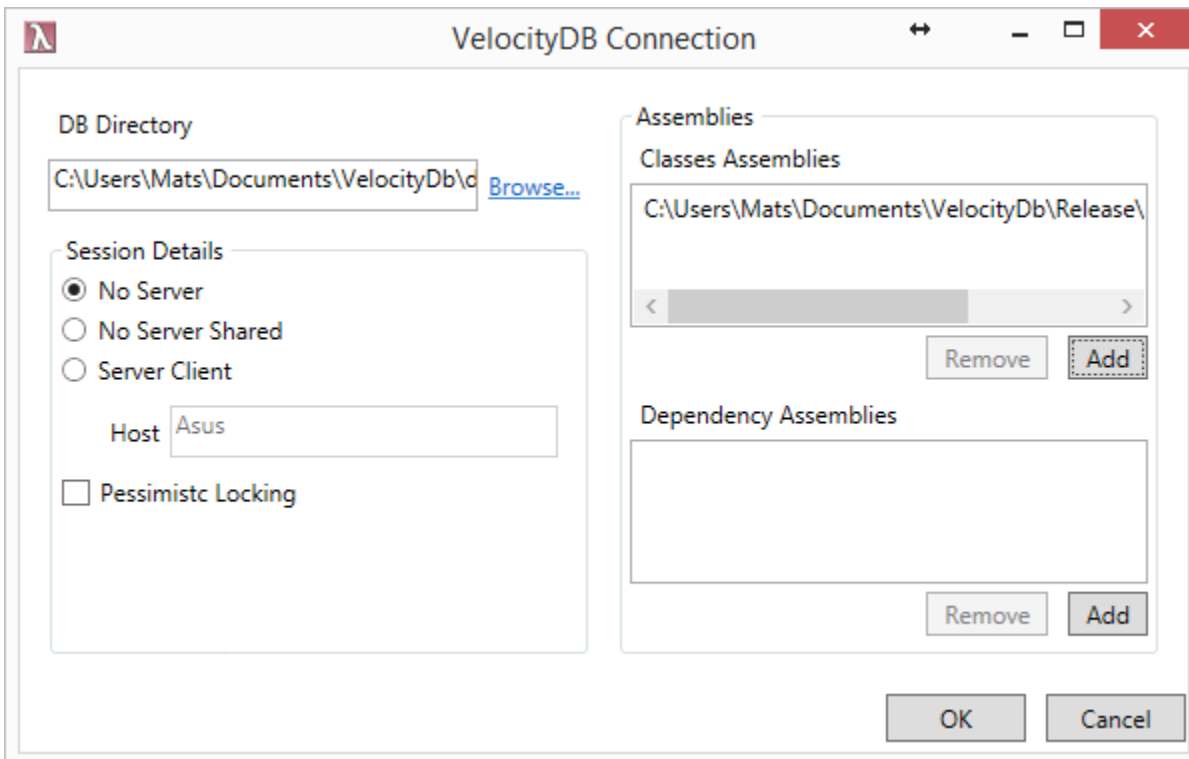 λ
VelocityDB Connection
DB Directory
C:\Users\Mats\Documents\VelocityDb\d
Browse...
Session Details
No Server
No Server Shared
Server Client
Host
Asus
Pessimistc Locking
Assemblies
Classes Assemblies
C:\Users\Mats\Documents\VelocityDb\Release\
Remove
Add
Dependency Assemblies
Remove
Add
OK
Cancel